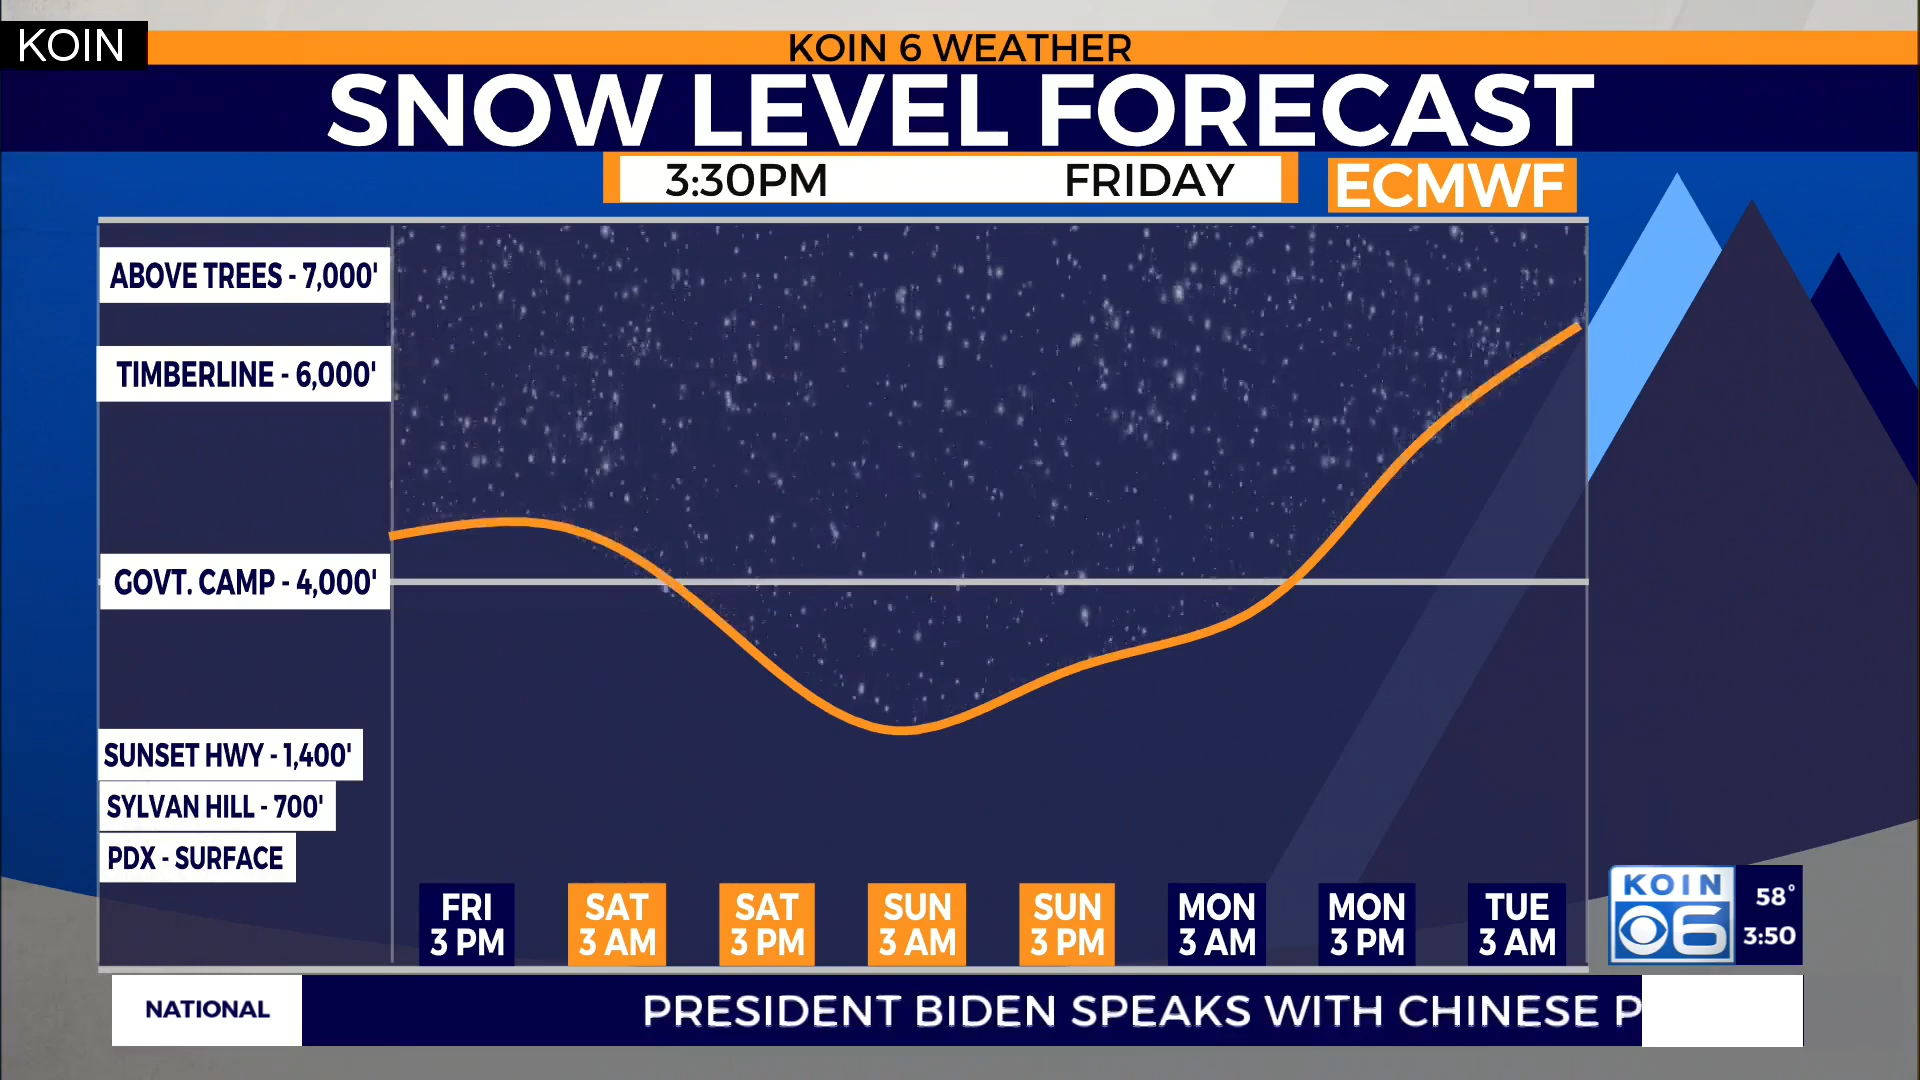 KOIN
KOIN 6 WEATHER
SNOW LEVEL FORECAST
3:30PM FRIDAY ECMWF
ABOVE TREES - 7,000'
TIMBERLINE - 6,000'
GOVT. CAMP - 4,000'
SUNSET HWY - 1,400'
SYLVAN HILL - 700'
PDX - SURFACE
FRI
3 PM
SAT
3 AM
SAT
3 PM
SUN
3 AM
SUN
3 PM
MON
3 AM
MON
3 PM
TUE
3 AM
KOIN
6
58°
3:50
NATIONAL
PRESIDENT BIDEN SPEAKS WITH CHINESE P